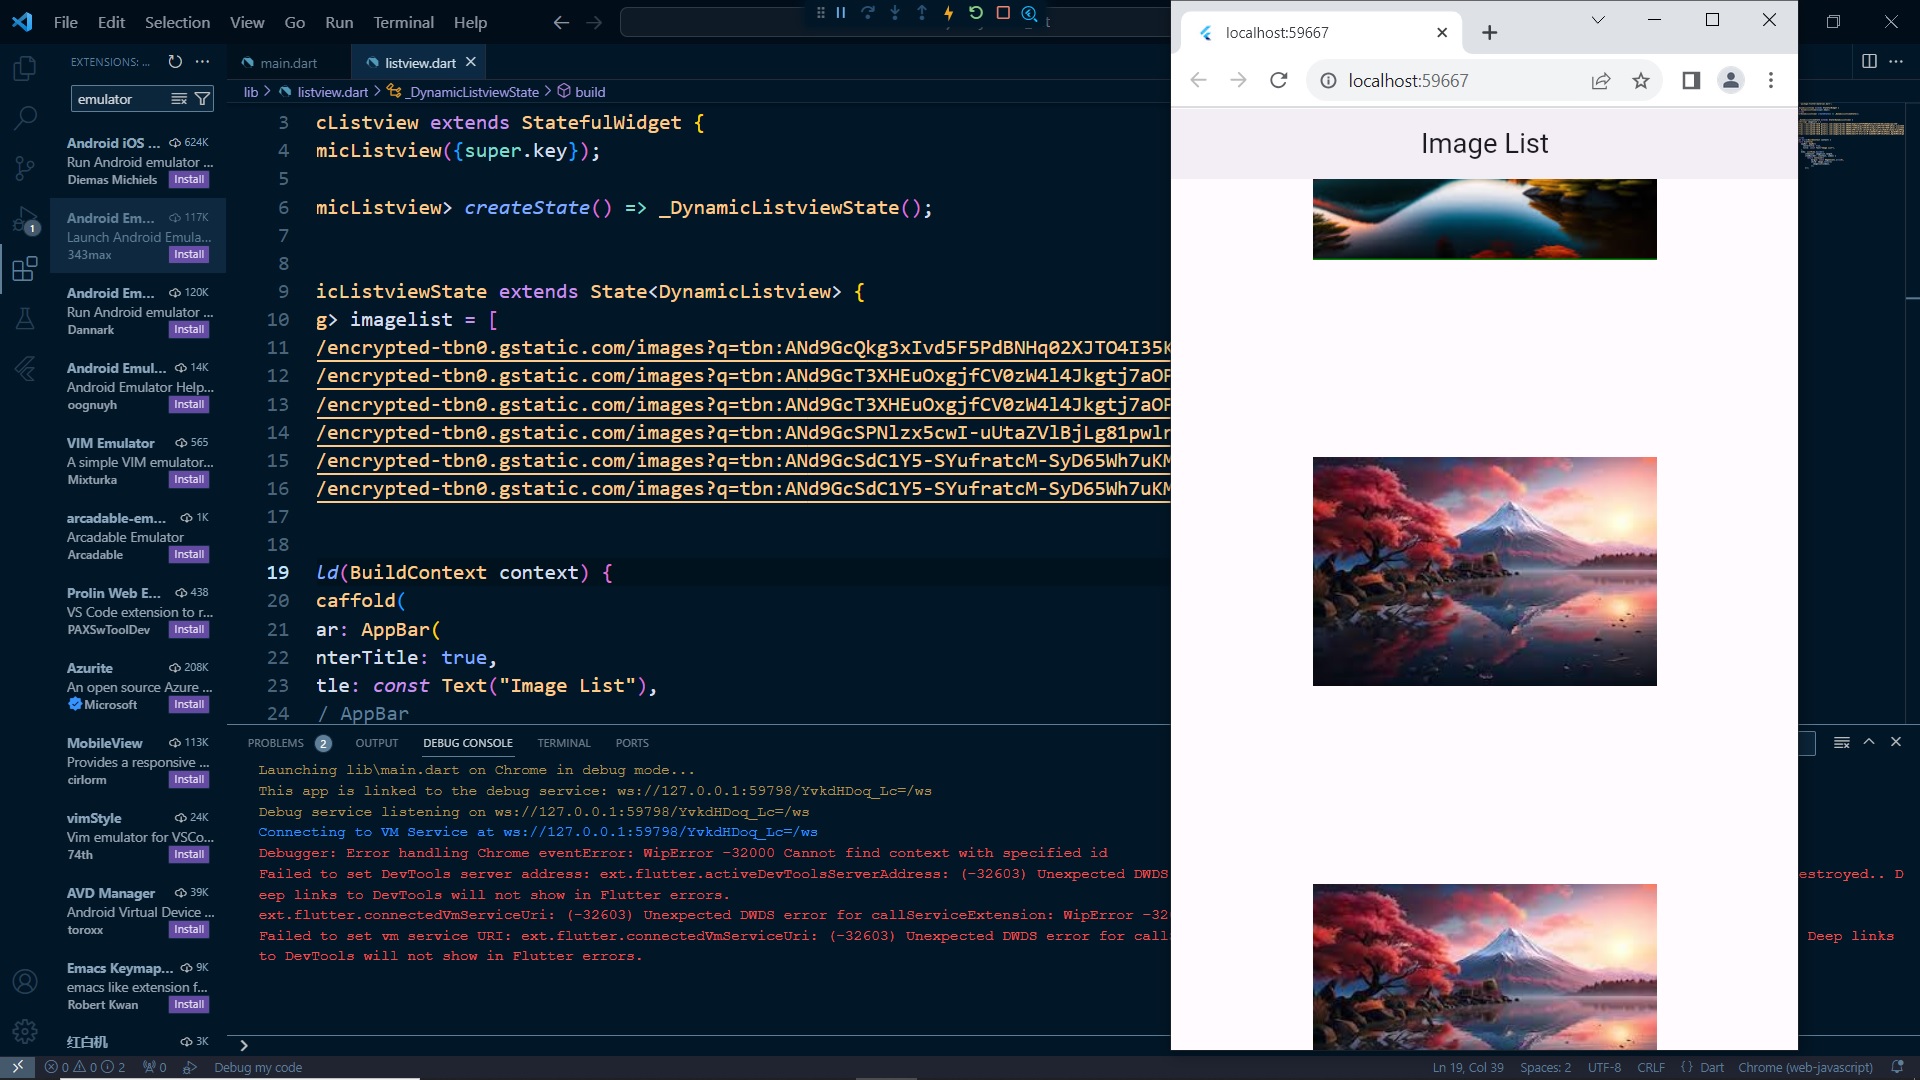 File Edit Selection View Go Run Terminal Help
EXTENSIONS: ...
emulator
Android iOS ... 624K
Run Android emulator ...
Diemas Michiels Install
Android Em... 117K
Launch Android Emula...
343max Install
Android Em... 120K
Run Android emulator ...
Dannark Install
Android Emul... 14K
Android Emulator Help...
oognuyh Install
VIM Emulator 565
A simple VIM emulator...
Mixturka Install
arcadable-em... 1K
Arcadable Emulator
Arcadable Install
Prolin Web E... 438
VS Code extension to r...
PAXSwToolDev Install
Azurite 208K
An open source Azure ...
Microsoft Install
MobileView 113K
Provides a responsive ...
cirlorm Install
vimStyle 24K
Vim emulator for VSCo...
74th Install
AVD Manager 39K
Android Virtual Device ...
toroxx Install
Emacs Keymap... 9K
emacs like extension f...
Robert Kwan Install
红白机 3K
1
main.dart listview.dart
lib > listview.dart > _DynamicListviewState > build
3 cListview extends StatefulWidget {
4 micListview({super.key});
5
6 micListview> createState() => _DynamicListviewState();
7
8
9 icListviewState extends State<DynamicListview> {
10 g> imagelist = [
11 /encrypted-tbn0.gstatic.com/images?q=tbn:ANd9GcQkg3xIvd5F5PdBNHq02XJTO4I35K
12 /encrypted-tbn0.gstatic.com/images?q=tbn:ANd9GcT3XHEuOxgjfCV0zW4l4Jkgtj7aOP
13 /encrypted-tbn0.gstatic.com/images?q=tbn:ANd9GcT3XHEuOxgjfCV0zW4l4Jkgtj7aOP
14 /encrypted-tbn0.gstatic.com/images?q=tbn:ANd9GcSPNlzx5cwI-uUtaZVlBjLg81pwlr
15 /encrypted-tbn0.gstatic.com/images?q=tbn:ANd9GcSdC1Y5-SYufratcM-SyD65Wh7uKM
16 /encrypted-tbn0.gstatic.com/images?q=tbn:ANd9GcSdC1Y5-SYufratcM-SyD65Wh7uKM
17
18
19 ld(BuildContext context) {
20 caffold(
21 ar: AppBar(
22 nterTitle: true,
23 tle: const Text("Image List"),
24 / AppBar
PROBLEMS 2 OUTPUT DEBUG CONSOLE TERMINAL PORTS
Launching lib\main.dart on Chrome in debug mode...
This app is linked to the debug service: ws://127.0.0.1:59798/YvkdHDoq_Lc=/ws
Debug service listening on ws://127.0.0.1:59798/YvkdHDoq_Lc=/ws
Connecting to VM Service at ws://127.0.0.1:59798/YvkdHDoq_Lc=/ws
Debugger: Error handling Chrome eventError: WipError -32000 Cannot find context with specified id
Failed to set DevTools server address: ext.flutter.activeDevToolsServerAddress: (-32603) Unexpected DWDS estroyed.. D
eep links to DevTools will not show in Flutter errors.
ext.flutter.connectedVmServiceUri: (-32603) Unexpected DWDS error for callServiceExtension: WipError -32
Failed to set vm service URI: ext.flutter.connectedVmServiceUri: (-32603) Unexpected DWDS error for call Deep links
to DevTools will not show in Flutter errors.
localhost:59667
localhost:59667
Image List
0 0 2 0 Debug my code Ln 19, Col 39 Spaces: 2 UTF-8 CRLF {} Dart Chrome (web-javascript)